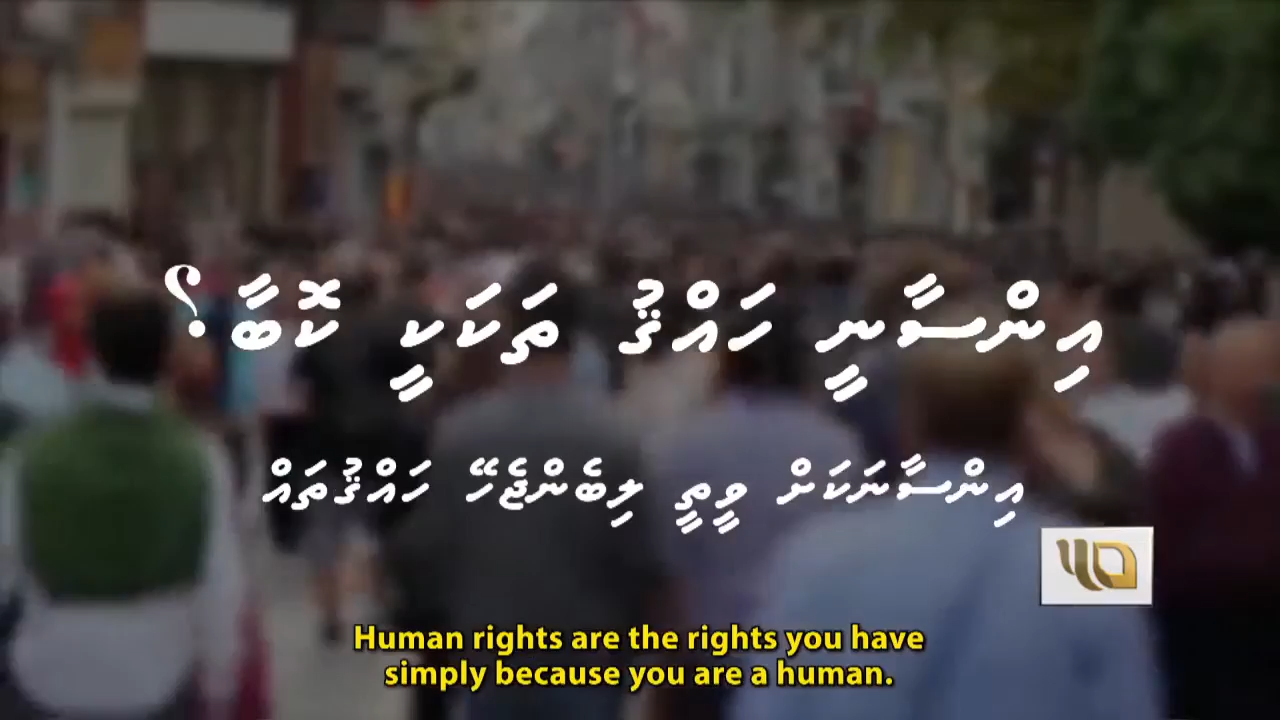 އިންސާނީ ހައްޤު ތަކަކީ ކޮބާ؟
އިންސާނަކަށް ވީތީ ލިބެންޖެހޭ ހައްޤުތައް
Human rights are the rights you have
simply because you are a human.